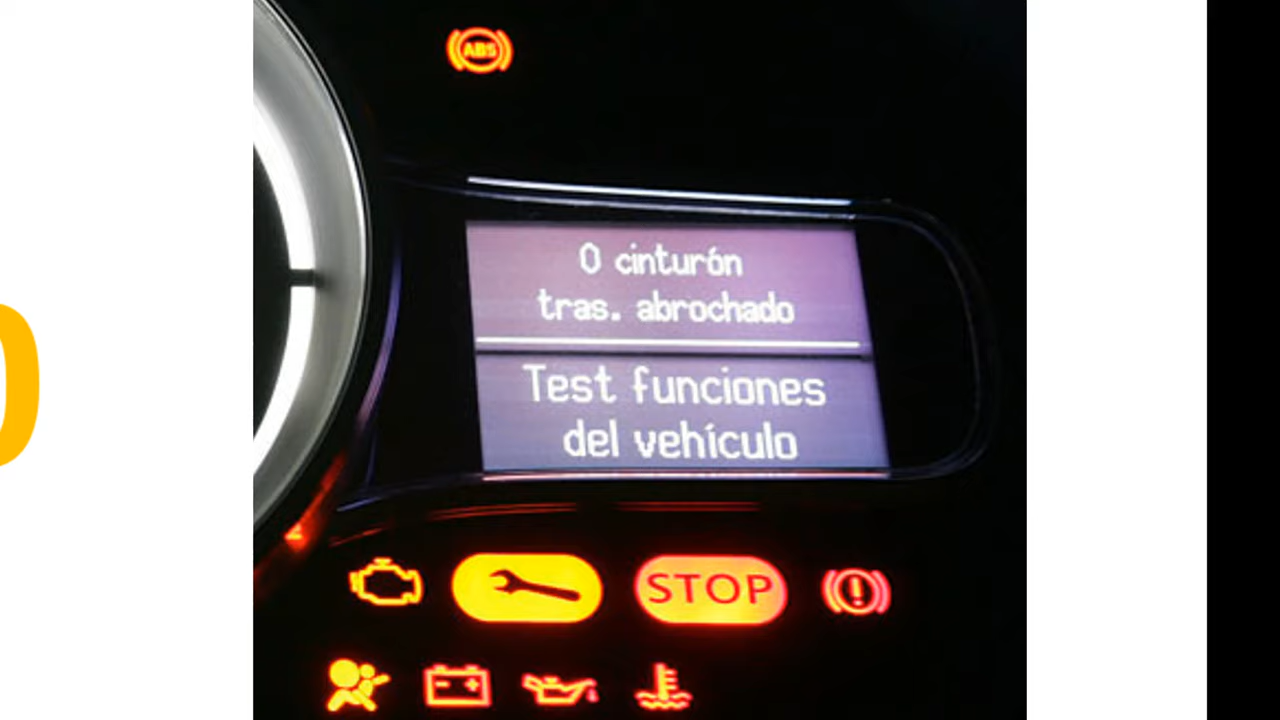 ABS
0 cinturón
tras. abrochado
Test funciones
del vehículo
STOP